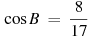 cos B = 8/17